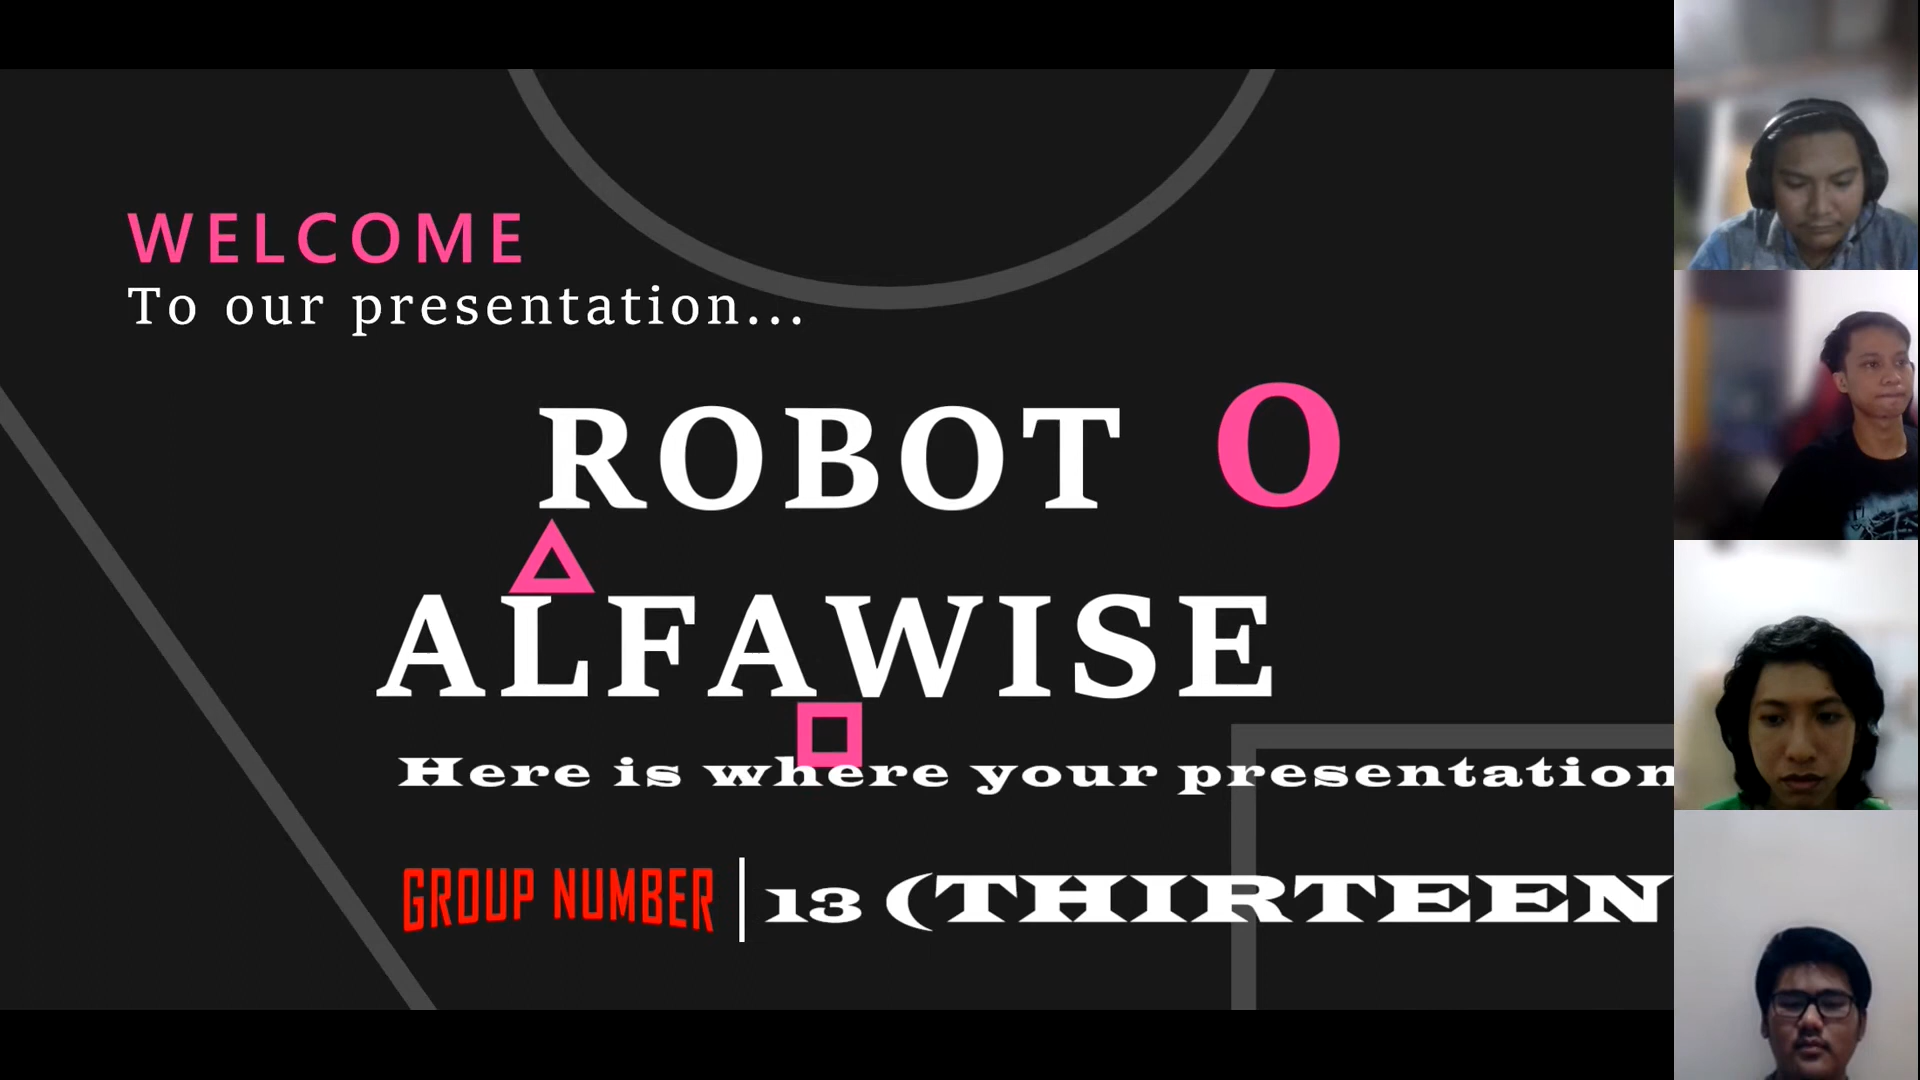 WELCOME
To our presentation...
ROBOT O
ALFAWISE
Here is where your presentation
GROUP NUMBER 13 (THIRTEEN